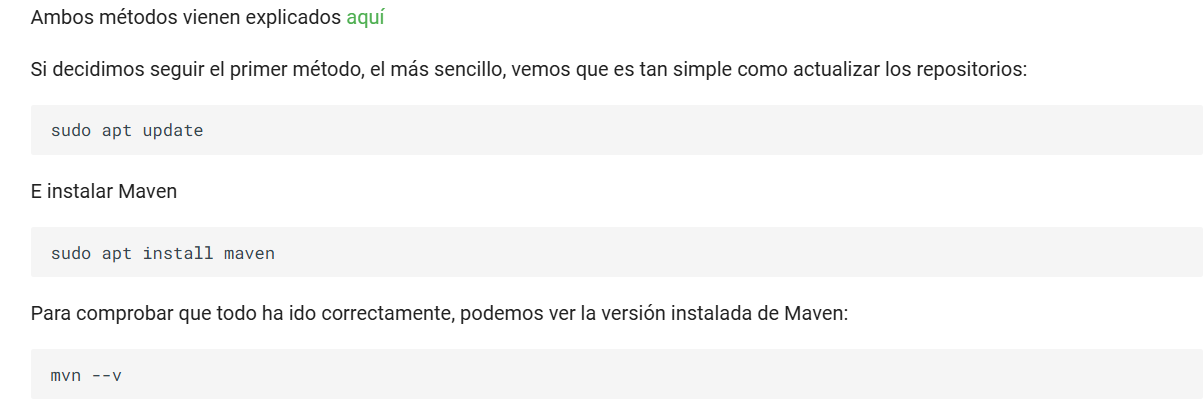 Ambos métodos vienen explicados aquí
Si decidimos seguir el primer método, el más sencillo, vemos que es tan simple como actualizar los repositorios:
sudo apt update
E instalar Maven
sudo apt install maven
Para comprobar que todo ha ido correctamente, podemos ver la versión instalada de Maven:
mvn --v